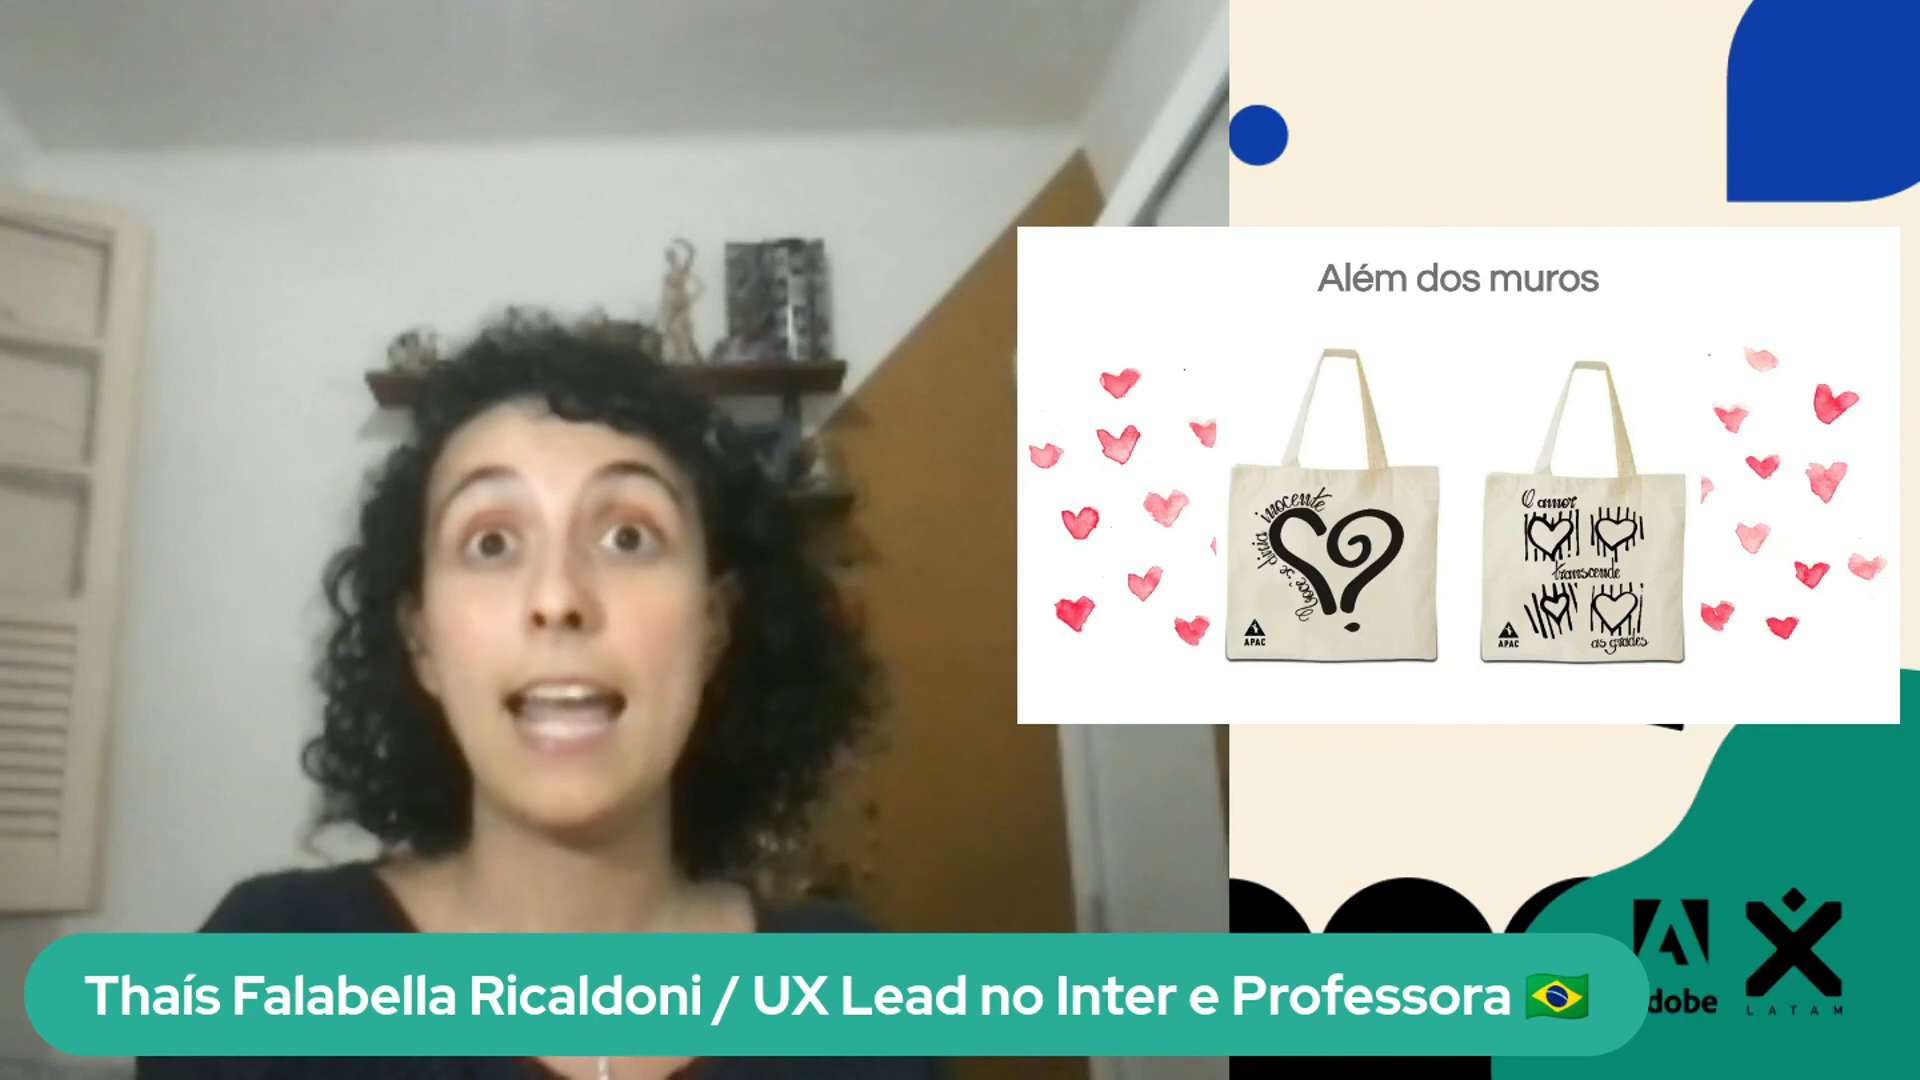 Além dos muros
Você se diria inocente
APAC
O amor
transcende
as grades
APAC
Thaís Falabella Ricaldoni / UX Lead no Inter e Professora
dobe
LATAM